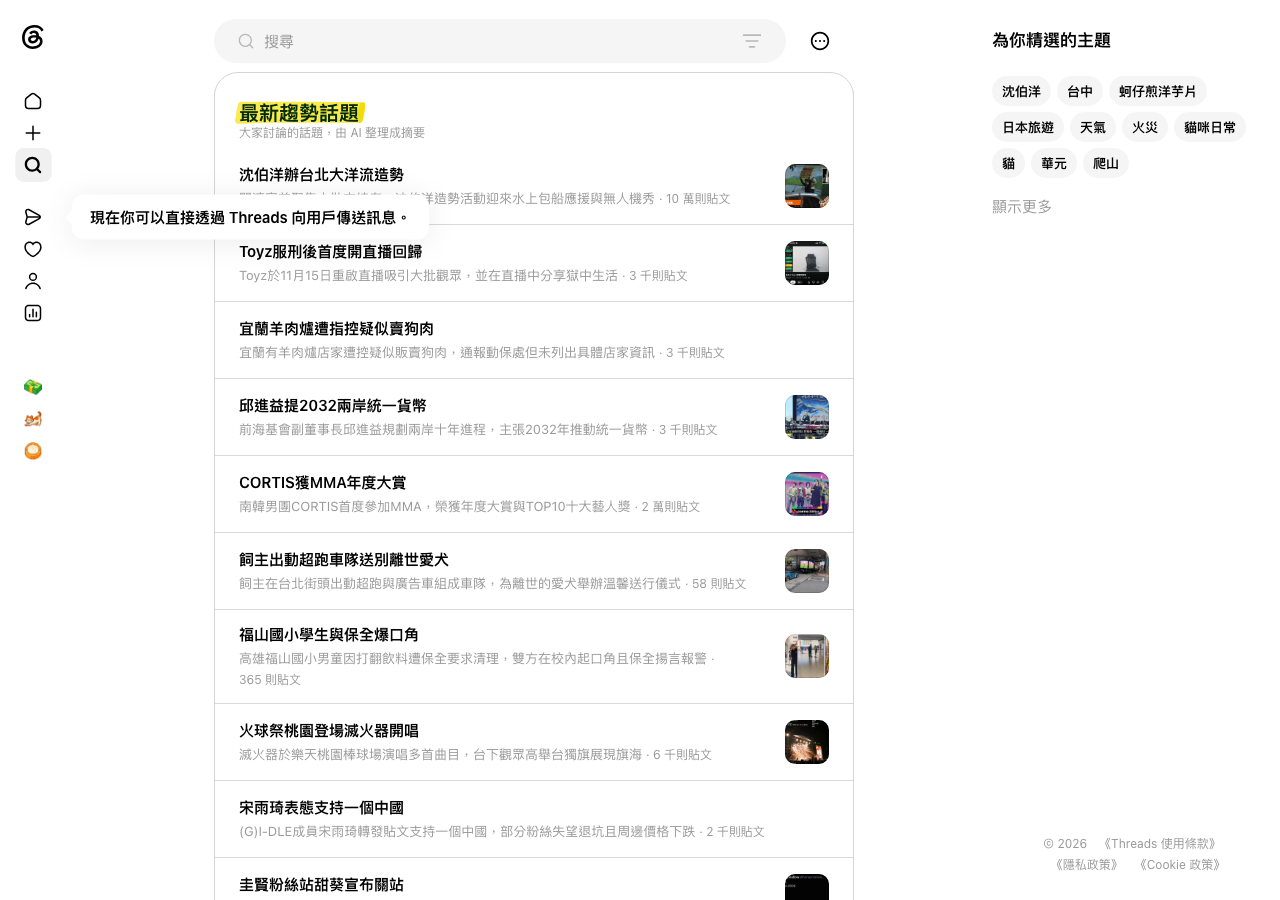 搜尋
最新趨勢話題
大家討論的話題，由 AI 整理成摘要
沈伯洋辦台北大洋流造勢
洋造勢活動迎來水上包船應援與無人機秀 · 10 萬則貼文
現在你可以直接透過 Threads 向用戶傳送訊息。
Toyz服刑後首度開直播回歸
Toyz於11月15日重啟直播吸引大批觀眾，並在直播中分享獄中生活 · 3 千則貼文
宜蘭羊肉爐遭指控疑似賣狗肉
宜蘭有羊肉爐店家遭控疑似販賣狗肉，通報動保處但未列出具體店家資訊 · 3 千則貼文
邱進益提2032兩岸統一貨幣
前海基會副董事長邱進益規劃兩岸十年進程，主張2032年推動統一貨幣 · 3 千則貼文
CORTIS獲MMA年度大賞
南韓男團CORTIS首度參加MMA，榮獲年度大賞與TOP10十大藝人獎 · 2 萬則貼文
飼主出動超跑車隊送別離世愛犬
飼主在台北街頭出動超跑與廣告車組成車隊，為離世的愛犬舉辦溫馨送行儀式 · 58 則貼文
福山國小學生與保全爆口角
高雄福山國小男童因打翻飲料遭保全要求清理，雙方在校內起口角且保全揚言報警 ·
365 則貼文
火球祭桃園登場滅火器開唱
滅火器於樂天桃園棒球場演唱多首曲目，台下觀眾高舉台獨旗展現旗海 · 6 千則貼文
宋雨琦表態支持一個中國
(G)I-DLE成員宋雨琦轉發貼文支持一個中國，部分粉絲失望退坑且周邊價格下跌 · 2 千則貼文
圭賢粉絲站甜葵宣布關站
為你精選的主題
沈伯洋 台中 蚵仔煎洋芋片
日本旅遊 天氣 火災 貓咪日常
貓 華元 爬山
顯示更多
© 2026 《Threads 使用條款》
《隱私政策》 《Cookie 政策》